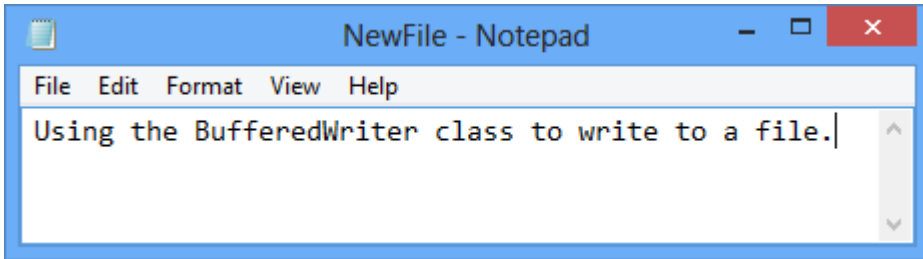 NewFile - Notepad
File Edit Format View Help
Using the BufferedWriter class to write to a file.